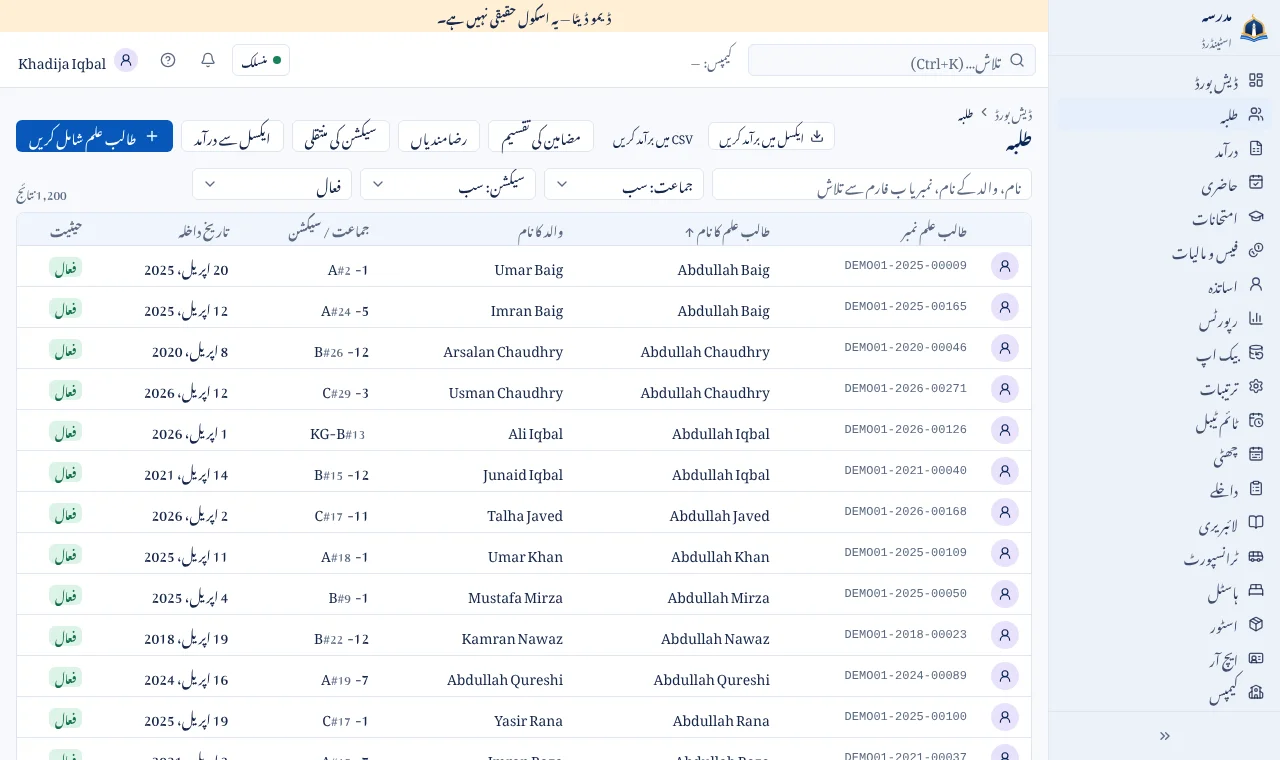 ڈیمو ڈیٹا — یہ اسکول حقیقی نہیں ہے۔
مدرسہ
اسٹینڈرڈ
ڈیش بورڈ
طلبہ
درآمد
حاضری
امتحانات
فیس و مالیات
اساتذہ
رپورٹس
بیک اپ
ترتیبات
ٹائم ٹیبل
چھٹی
داخلے
لائبریری
ٹرانسپورٹ
ہاسٹل
اسٹور
ایچ آر
کیمپس
تلاش… (Ctrl+K)
کیمپس: —
منسلک
Khadija Iqbal
ڈیش بورڈ › طلبہ
طلبہ
ایکسل میں برآمد کریں
CSV میں برآمد کریں
مضامین کی تقسیم
رضامندیاں
سیکشن کی منتقلی
ایکسل سے درآمد
+ طالب علم شامل کریں
نام، والد کے نام، نمبر یا ب فارم سے تلاش
جماعت: سب
سیکشن: سب
فعال
1,200 نتائج
طالب علم نمبر طالب علم کا نام ↑ والد کا نام جماعت / سیکشن تاریخ داخلہ حیثیت
DEMO01-2025-00009 Abdullah Baig Umar Baig 1- A#2 20 اپریل، 2025 فعال
DEMO01-2025-00165 Abdullah Baig Imran Baig 5- A#24 12 اپریل، 2025 فعال
DEMO01-2020-00046 Abdullah Chaudhry Arsalan Chaudhry 12- B#26 8 اپریل، 2020 فعال
DEMO01-2026-00271 Abdullah Chaudhry Usman Chaudhry 3- C#29 12 اپریل، 2026 فعال
DEMO01-2026-00126 Abdullah Iqbal Ali Iqbal KG-B#13 1 اپریل، 2026 فعال
DEMO01-2021-00040 Abdullah Iqbal Junaid Iqbal 12- B#15 14 اپریل، 2021 فعال
DEMO01-2026-00168 Abdullah Javed Talha Javed 11- C#17 2 اپریل، 2026 فعال
DEMO01-2025-00109 Abdullah Khan Umar Khan 1- A#18 11 اپریل، 2025 فعال
DEMO01-2025-00050 Abdullah Mirza Mustafa Mirza 1- B#9 4 اپریل، 2025 فعال
DEMO01-2018-00023 Abdullah Nawaz Kamran Nawaz 12- B#22 19 اپریل، 2018 فعال
DEMO01-2024-00089 Abdullah Qureshi Abdullah Qureshi 7- A#19 16 اپریل، 2024 فعال
DEMO01-2025-00100 Abdullah Rana Yasir Rana 1- C#17 19 اپریل، 2025 فعال
DEMO01-2021-00037